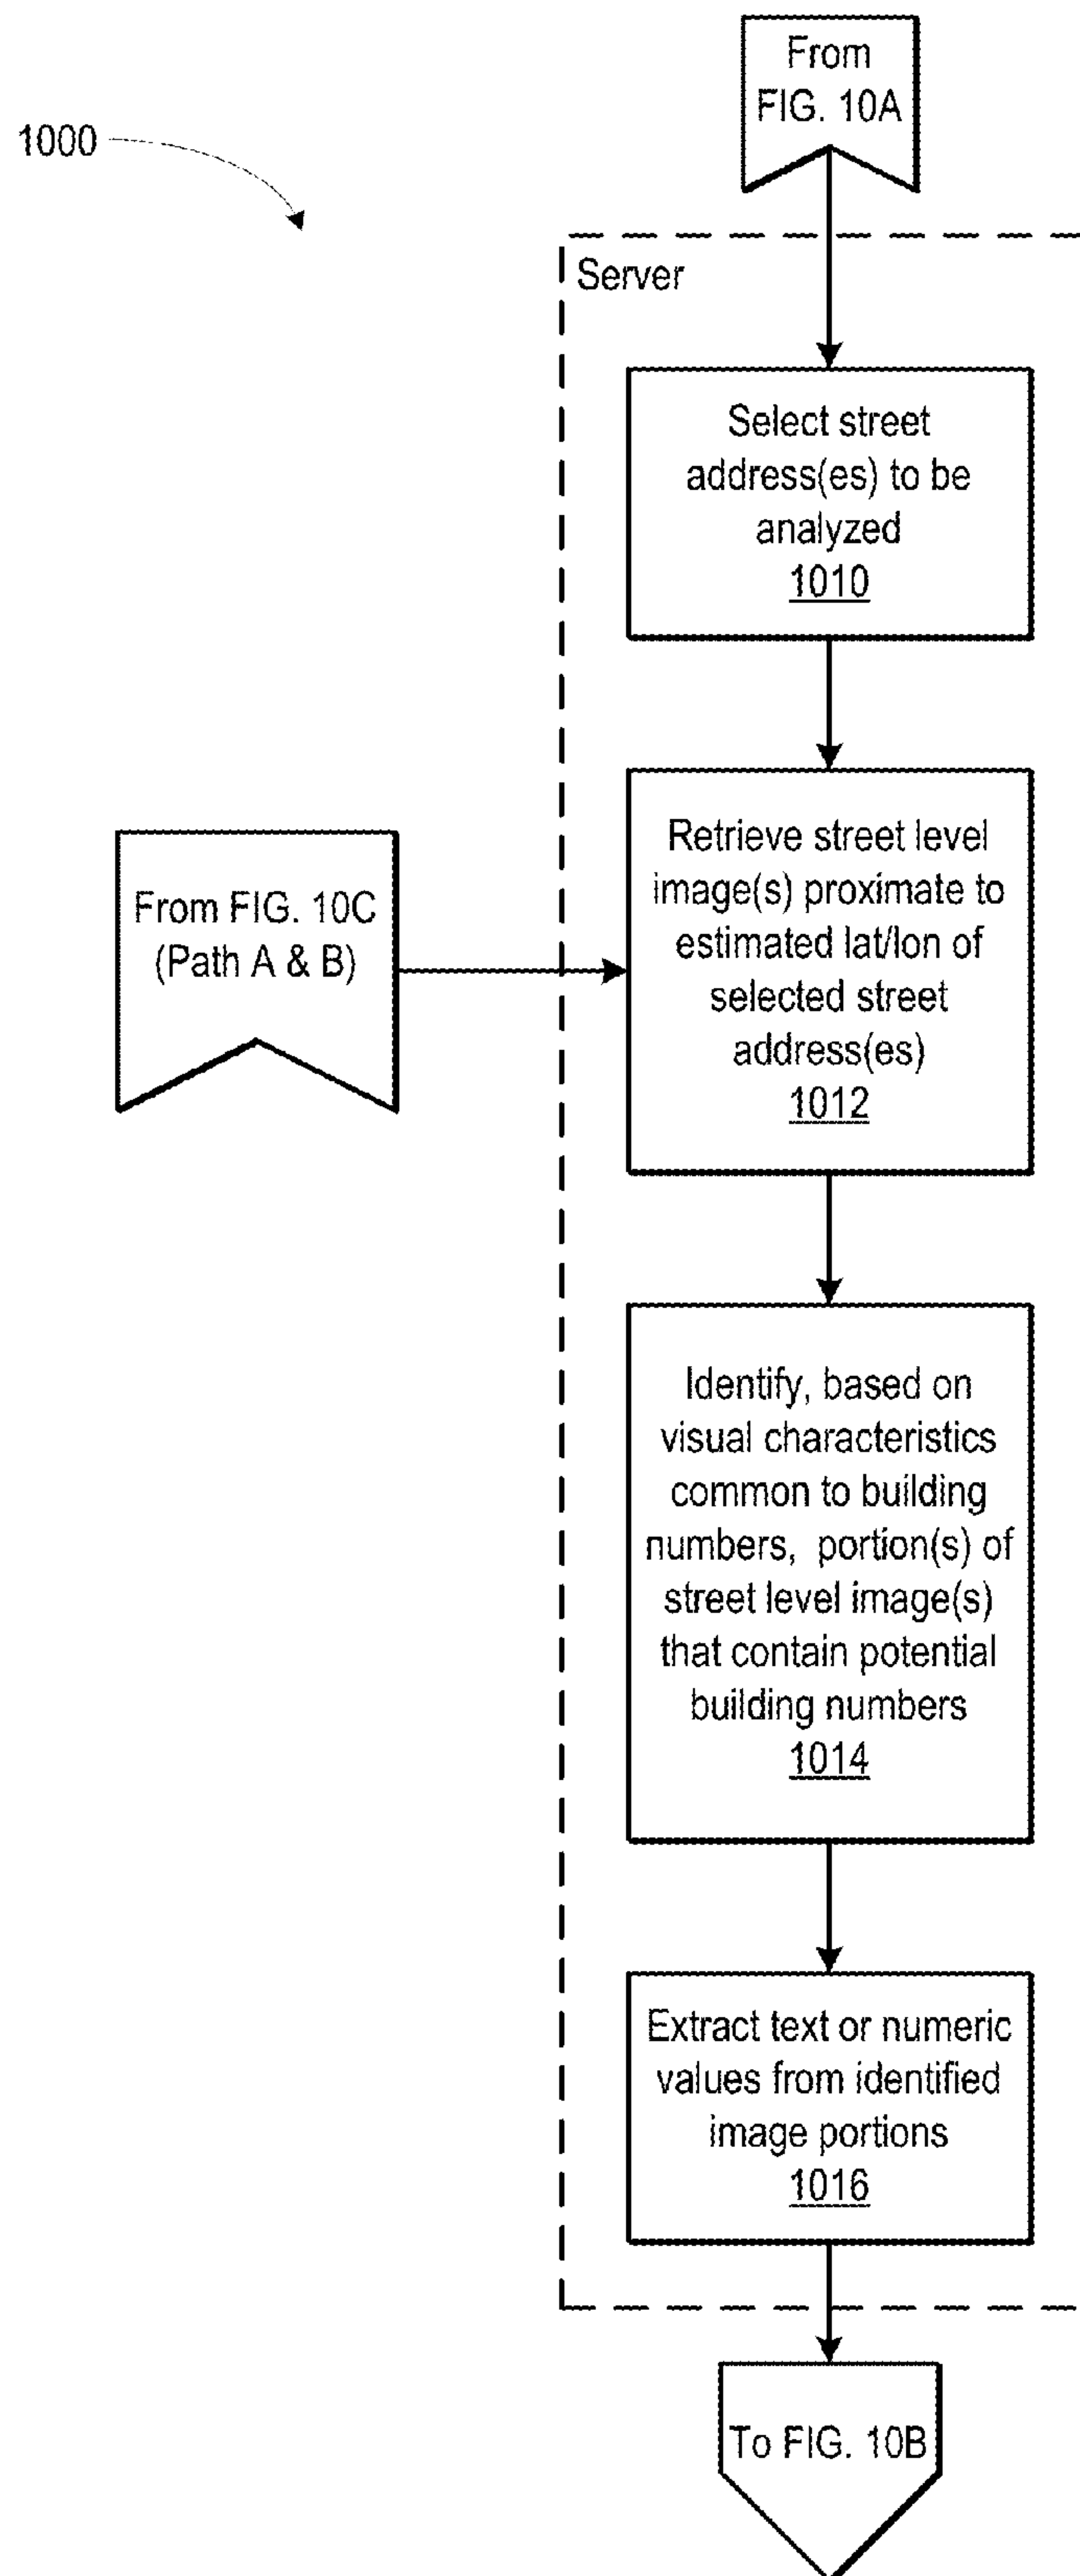 From
FIG. 10A
1000
Server
Select street
address(es) to be
analyzed
1010
Retrieve street level
image(s) proximate to
estimated lat/lon of
selected street
address(es)
1012
From FIG. 10C
(Path A & B)
Identify, based on
visual characteristics
common to building
numbers, portion(s) of
street level image(s)
that contain potential
building numbers
1014
Extract text or numeric
values from identified
image portions
1016
To FIG. 10B